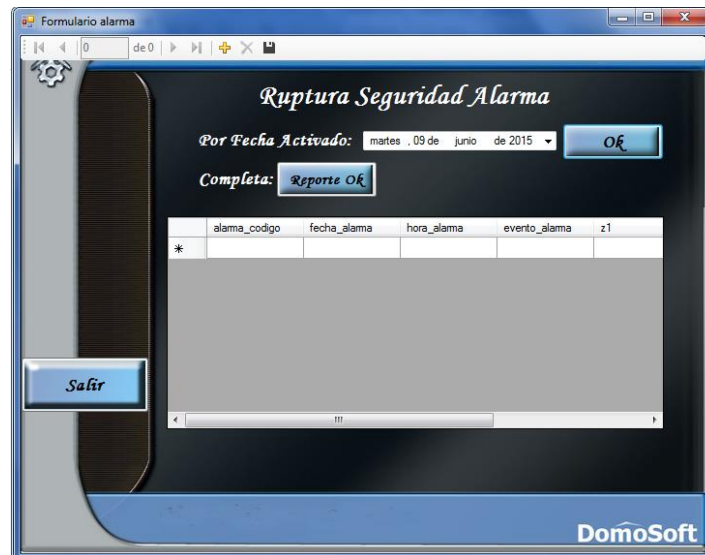 Formulario alarma
0 de 0
Ruptura Seguridad Alarma
Por Fecha Activado: martes , 09 de junio de 2015 Ok
Completa: Reporte Ok
alarma_codigo fecha_alarma hora_alarma evento_alarma z1
Salir
DomoSoft